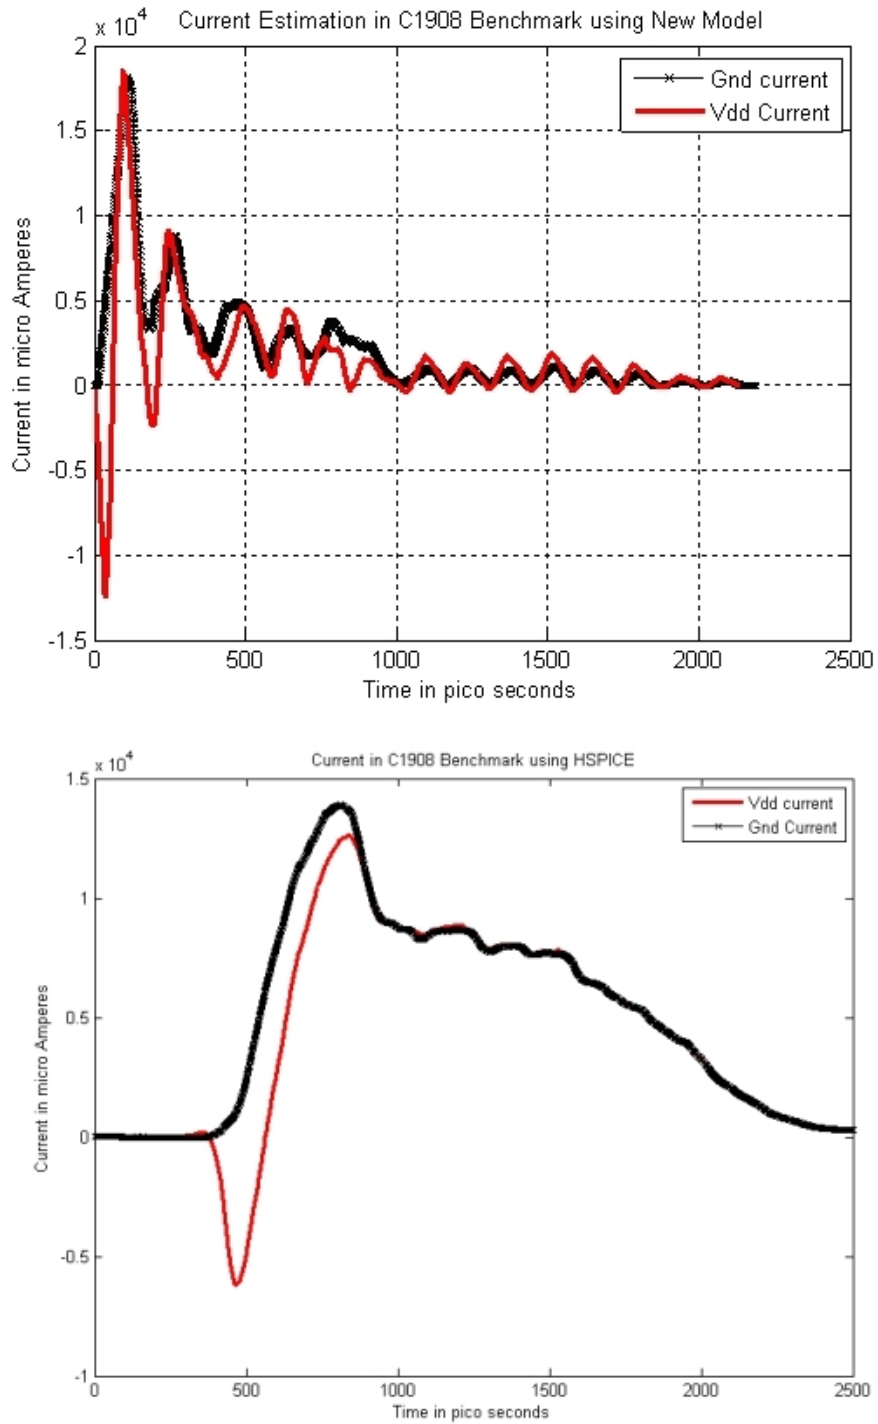 x 10^4
Current Estimation in C1908 Benchmark using New Model
2
1.5
1
0.5
0
-0.5
-1
-1.5
Current in micro Amperes
Gnd current
Vdd Current
0 500 1000 1500 2000 2500
Time in pico seconds
x 10^4
Current in C1908 Benchmark using HSPICE
1.5
1
0.5
0
-0.5
-1
Current in micro Amperes
Vdd current
Gnd Current
0 500 1000 1500 2000 2500
Time in pico seconds